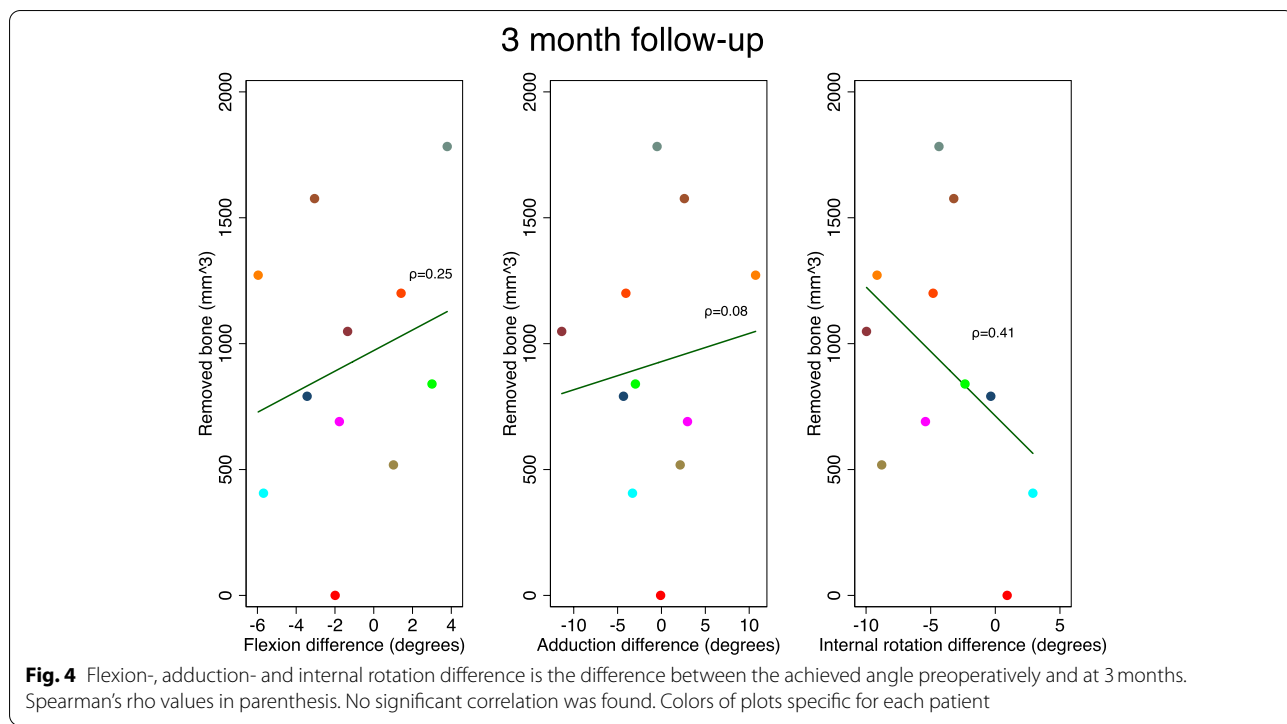 3 month follow-up
2000
1500
1000
500
0
Removed bone (mm^3)
ρ=0.25
-6 -4 -2 0 2 4
Flexion difference (degrees)
2000
1500
1000
500
0
Removed bone (mm^3)
ρ=0.08
-10 -5 0 5 10
Adduction difference (degrees)
2000
1500
1000
500
0
Removed bone (mm^3)
ρ=0.41
-10 -5 0 5
Internal rotation difference (degrees)
Fig. 4 Flexion-, adduction- and internal rotation difference is the difference between the achieved angle preoperatively and at 3 months.
Spearman's rho values in parenthesis. No significant correlation was found. Colors of plots specific for each patient